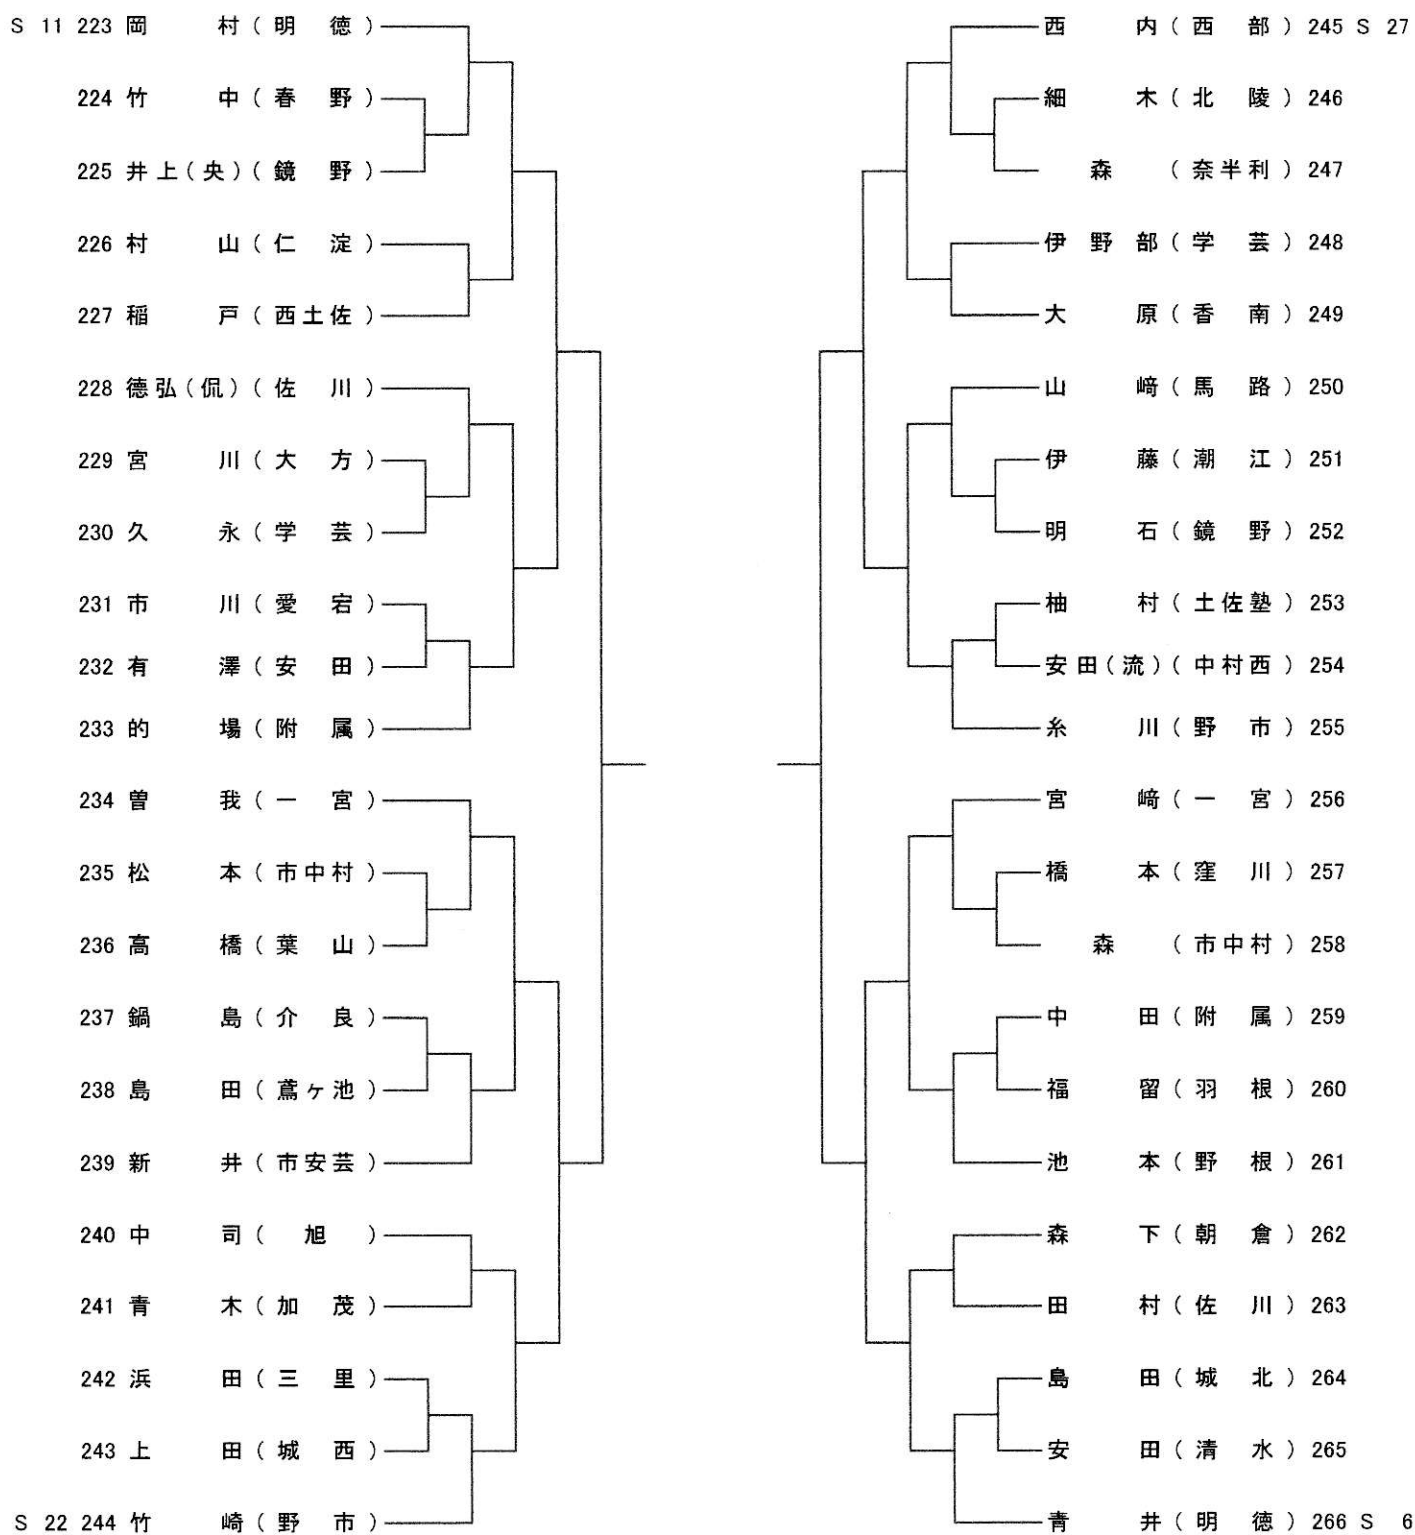 S 11 223 岡村(明徳)
224 竹中(春野)
225 井上(央)(鏡野)
226 村山(仁淀)
227 稲戸(西土佐)
228 徳弘(侃)(佐川)
229 宮川(大方)
230 久永(学芸)
231 市川(愛宕)
232 有澤(安田)
233 的場(附属)
234 曽我(一宮)
235 松本(市中村)
236 高橋(葉山)
237 鍋島(介良)
238 島田(鳶ヶ池)
239 新井(市安芸)
240 中司(旭)
241 青木(加茂)
242 浜田(三里)
243 上田(城西)
S 22 244 竹崎(野市)
西内(西部)245 S 27
細木(北陵)246
森(奈半利)247
伊野部(学芸)248
大原(香南)249
山﨑(馬路)250
伊藤(潮江)251
明石(鏡野)252
柚村(土佐塾)253
安田(流)(中村西)254
糸川(野市)255
宮﨑(一宮)256
橋本(窪川)257
森(市中村)258
中田(附属)259
福留(羽根)260
池本(野根)261
森下(朝倉)262
田村(佐川)263
島田(城北)264
安田(清水)265
青井(明徳)266 S 6